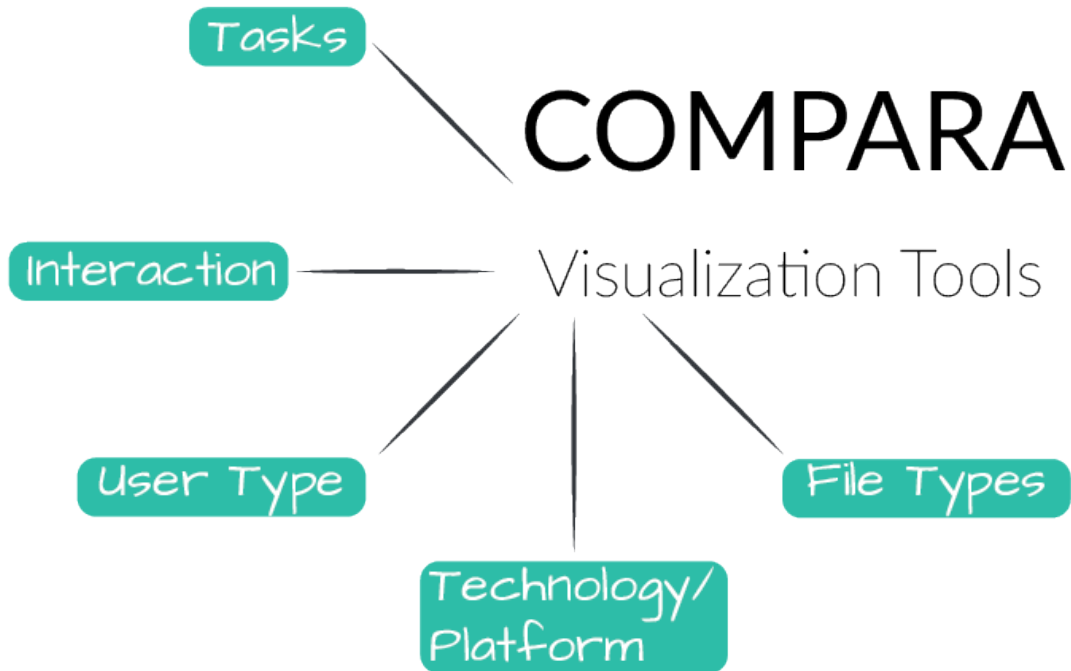 Tasks
COMPARA
Interaction
Visualization Tools
User Type
File Types
Technology/
Platform